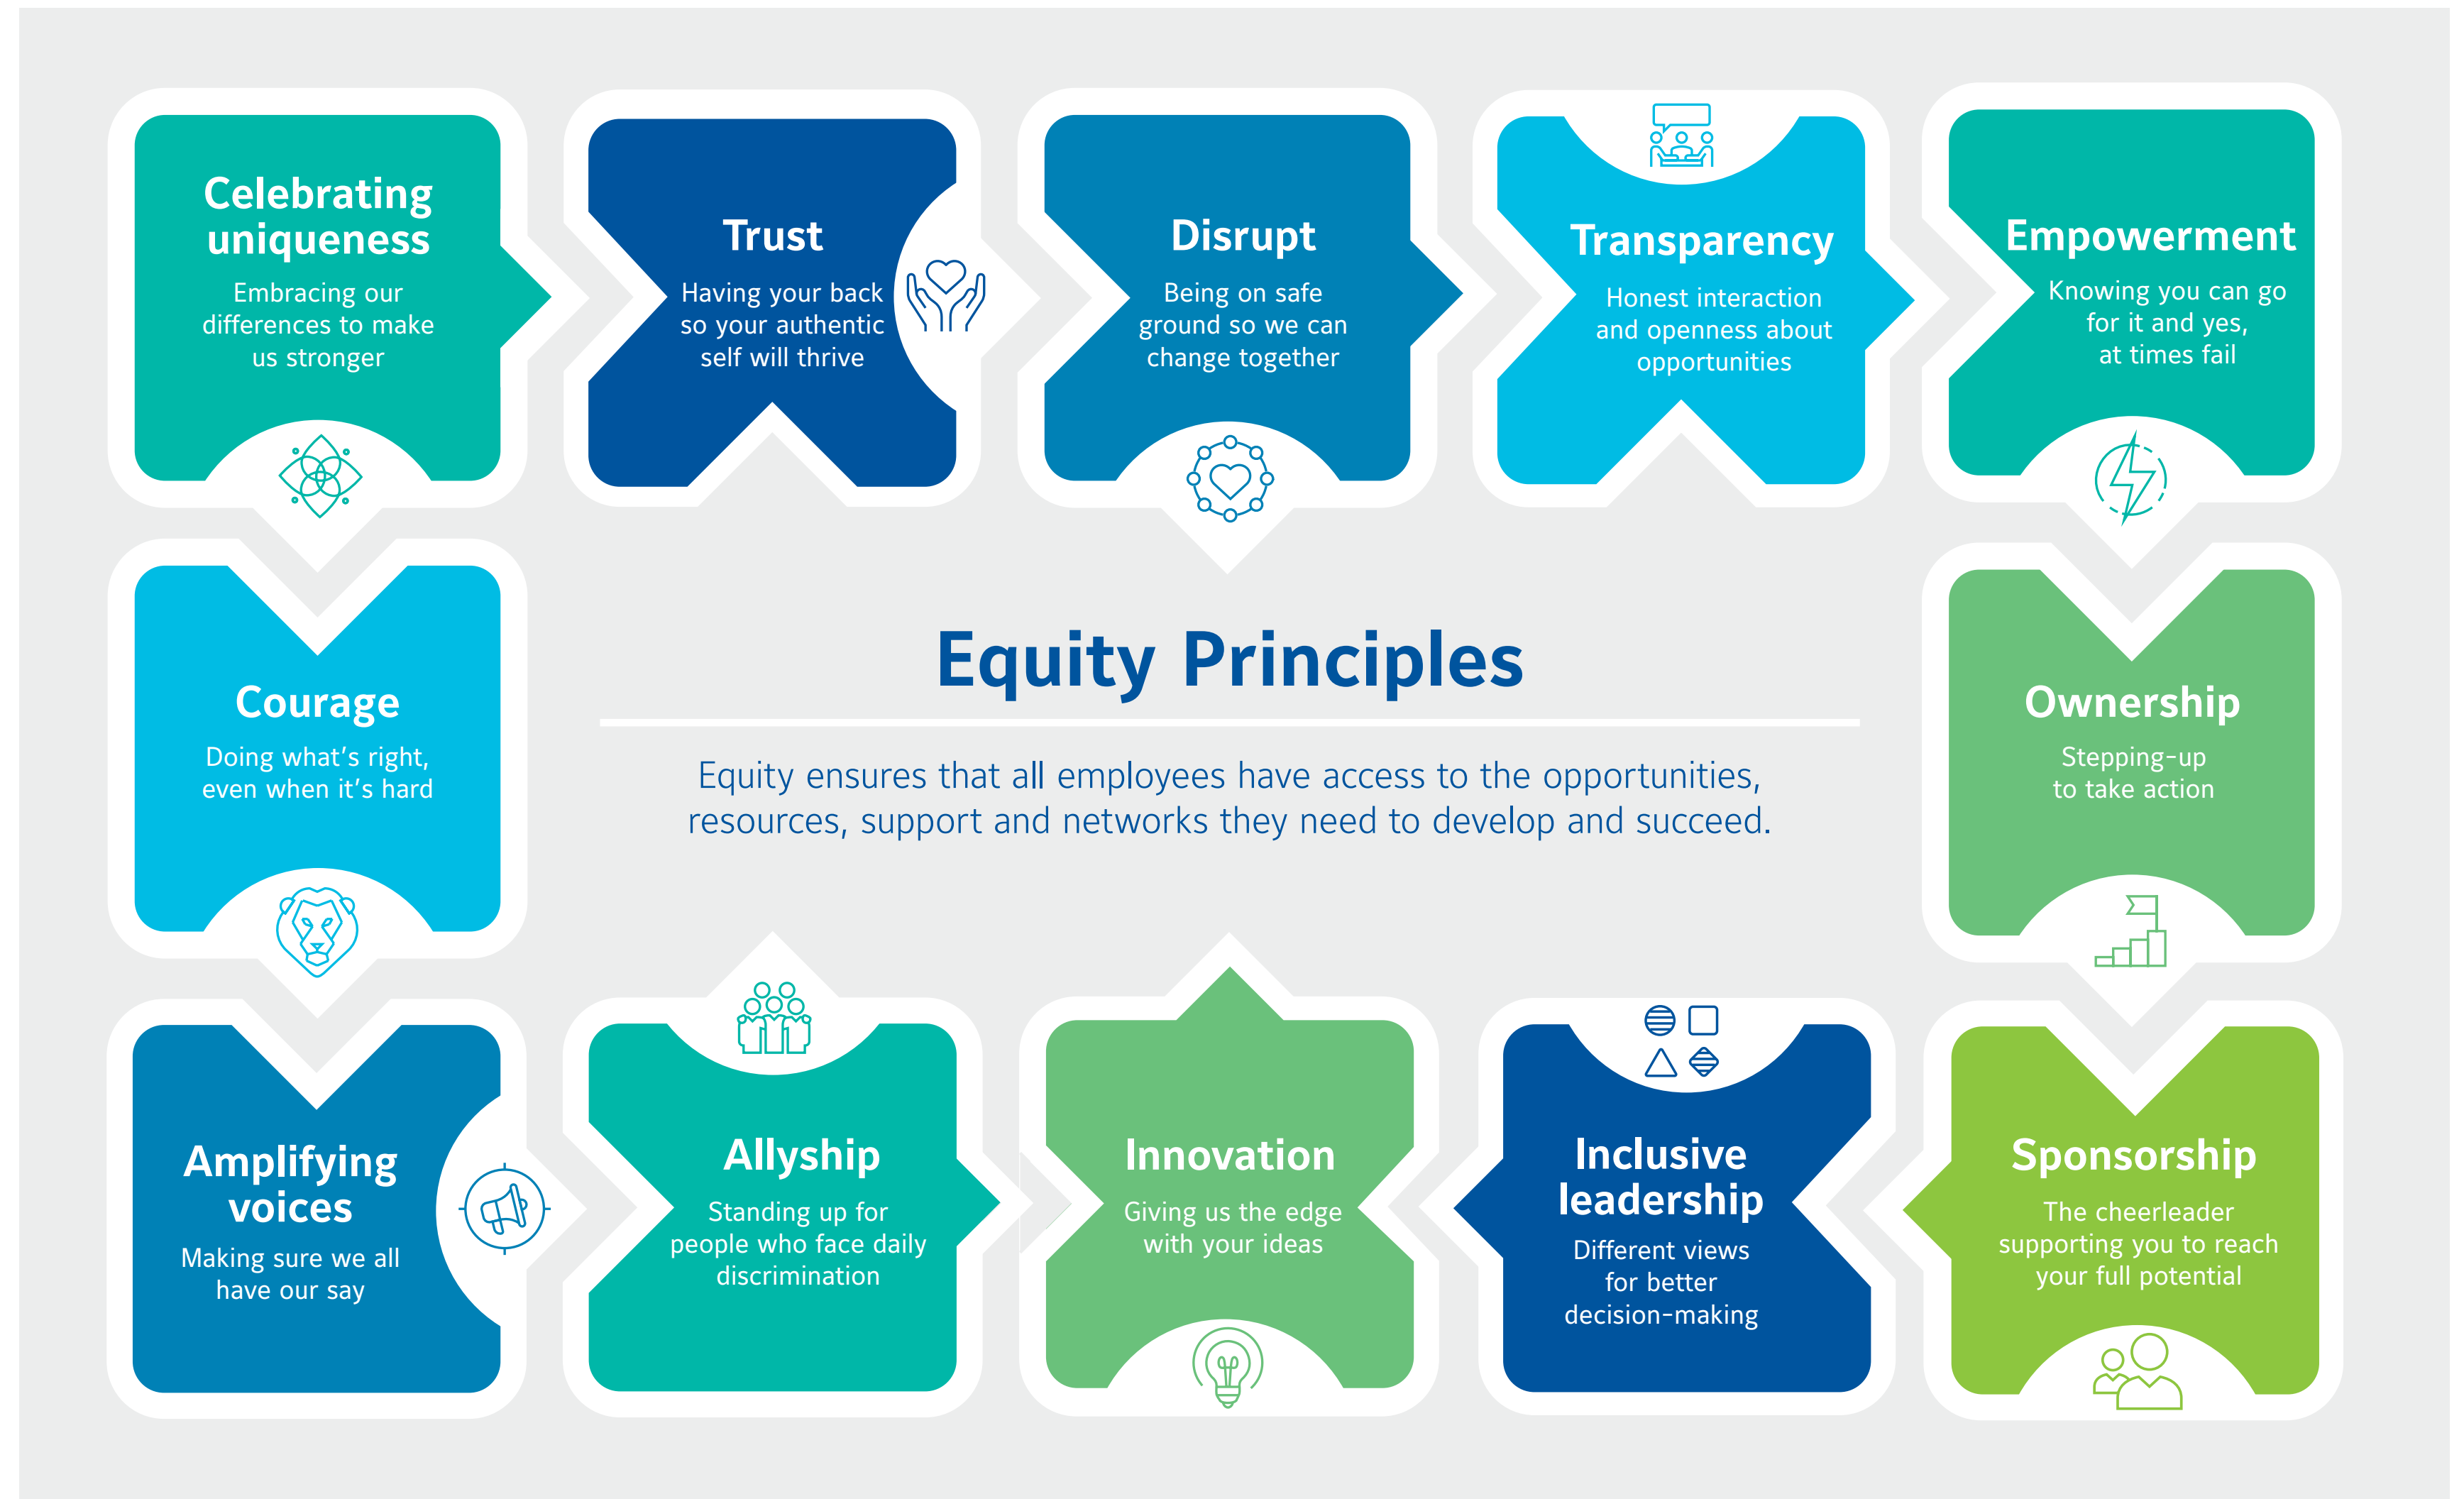 Celebrating
uniqueness
Embracing our
differences to make
us stronger
Trust
Having your back
so your authentic
self will thrive
Disrupt
Being on safe
ground so we can
change together
Transparency
Honest interaction
and openness about
opportunities
Empowerment
Knowing you can go
for it and yes,
at times fail
Courage
Doing what's right,
even when it's hard
Equity Principles
Equity ensures that all employees have access to the opportunities,
resources, support and networks they need to develop and succeed.
Ownership
Stepping-up
to take action
Amplifying
voices
Making sure we all
have our say
Allyship
Standing up for
people who face daily
discrimination
Innovation
Giving us the edge
with your ideas
Inclusive
leadership
Different views
for better
decision-making
Sponsorship
The cheerleader
supporting you to reach
your full potential